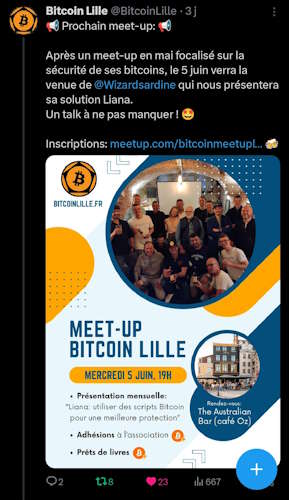 Bitcoin Lille @BitcoinLille · 3 j
📢 Prochain meet-up: 📢
Après un meet-up en mai focalisé sur la
sécurité de ses bitcoins, le 5 juin verra la
venue de @Wizardsardine qui nous présentera
sa solution Liana.
Un talk à ne pas manquer ! 🤩
Inscriptions: meetup.com/bitcoinmeetupl... 🍻
BITCOINLILLE.FR
MEET-UP
BITCOIN LILLE
MERCREDI 5 JUIN, 19H
• Présentation mensuelle:
"Liana: utiliser des scripts Bitcoin
pour une meilleure protection"
• Adhésions à l'association
• Prêts de livres
Rendez-vous:
The Australian
Bar (café Oz)
2
8
23
667